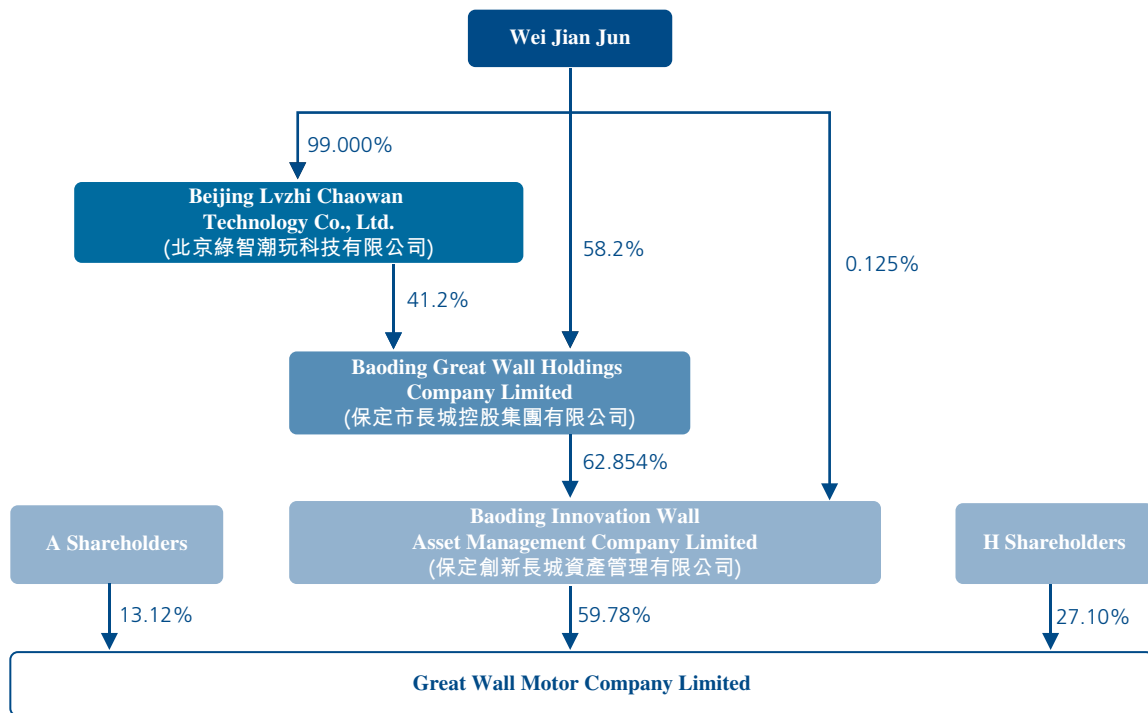 Wei Jian Jun
99.000%
Beijing Lvzhi Chaowan
Technology Co., Ltd.
(北京綠智潮玩科技有限公司)
58.2%
0.125%
41.2%
Baoding Great Wall Holdings
Company Limited
(保定市長城控股集團有限公司)
62.854%
A Shareholders
Baoding Innovation Wall
Asset Management Company Limited
(保定創新長城資產管理有限公司)
H Shareholders
13.12%
59.78%
27.10%
Great Wall Motor Company Limited